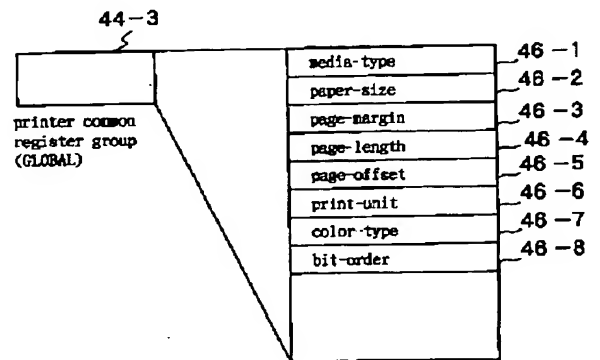 44-3
media-type 46-1
paper-size 46-2
page-margin 46-3
page-length 46-4
page-offset 46-5
print-unit 46-6
color-type 46-7
bit-order 46-8
printer common
register group
(GLOBAL)